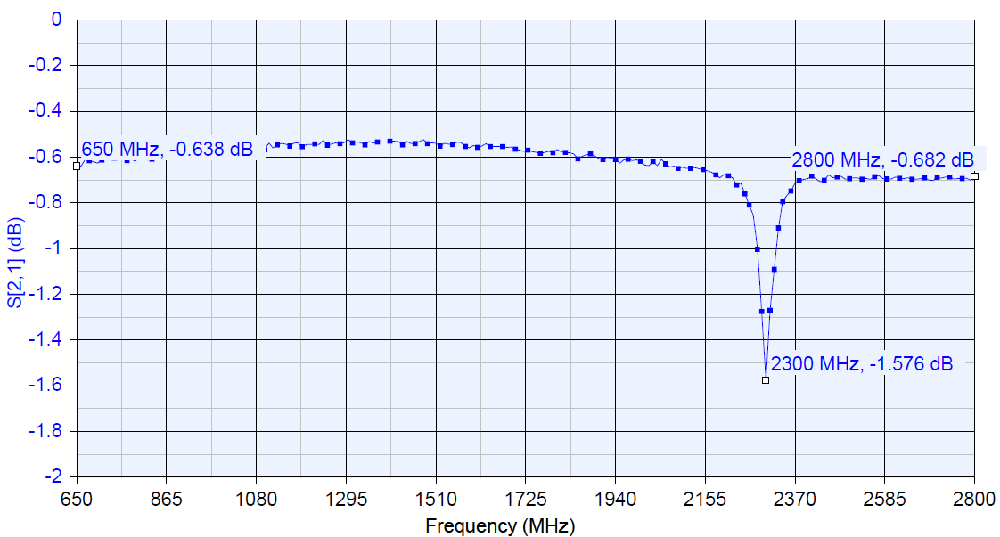 0
-0.2
-0.4
-0.6
-0.8
-1
-1.2
-1.4
-1.6
-1.8
-2
S[2,1] (dB)
650 MHz, -0.638 dB
2800 MHz, -0.682 dB
2300 MHz, -1.576 dB
650 865 1080 1295 1510 1725 1940 2155 2370 2585 2800
Frequency (MHz)